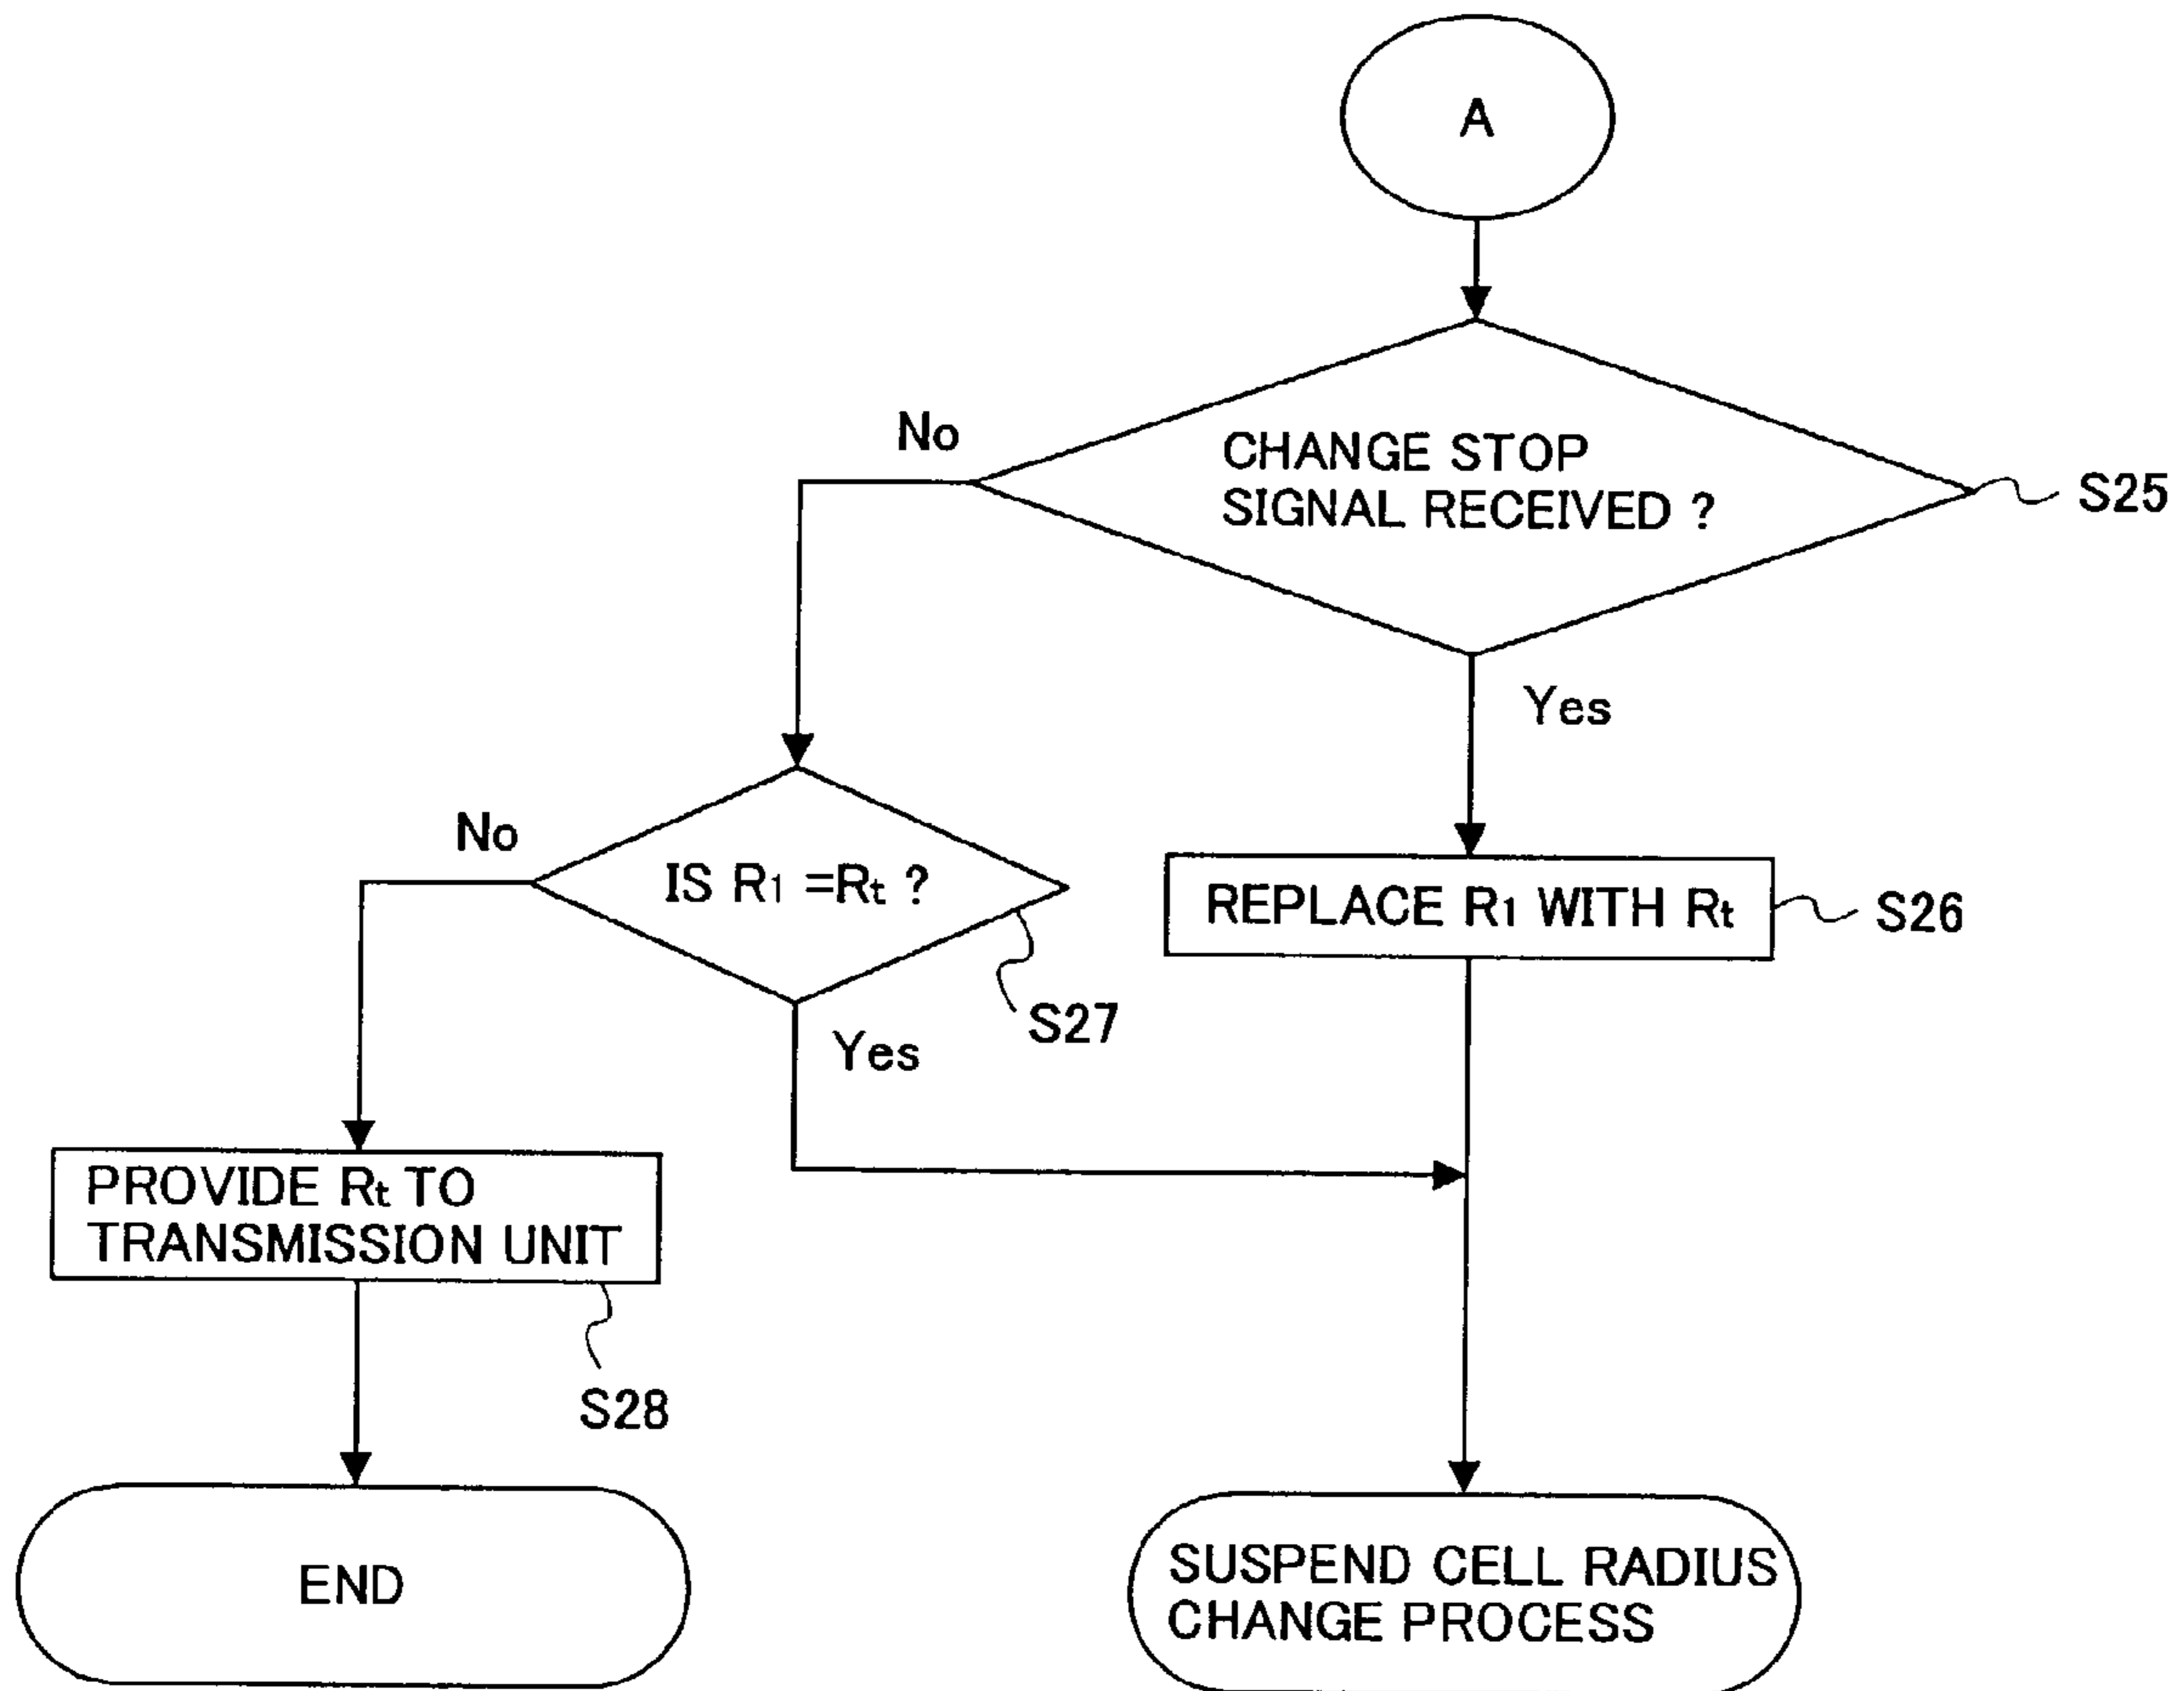 A
CHANGE STOP
SIGNAL RECEIVED ?
S25
No
Yes
IS R1 =Rt ?
No
S27
Yes
REPLACE R1 WITH Rt
S26
PROVIDE Rt TO
TRANSMISSION UNIT
S28
END
SUSPEND CELL RADIUS
CHANGE PROCESS